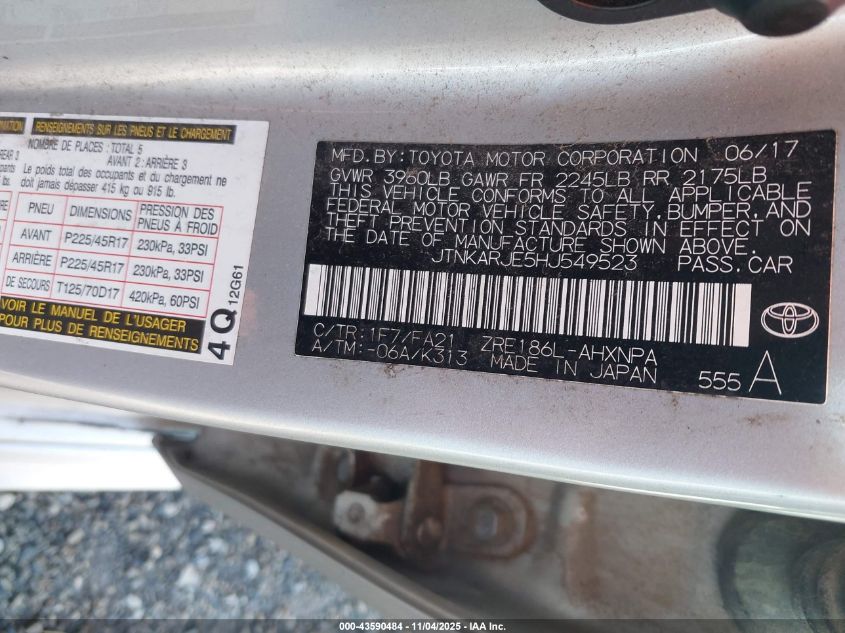 RENSEIGNEMENTS SUR LES PNEUS ET LE CHARGEMENT
NOMBRE DE PLACES : TOTAL 5
AVANT 2 : ARRIÈRE 3
Le poids total des occupants et du chargement ne
doit jamais dépasser 415 kg ou 915 lb.
PNEU DIMENSIONS PRESSION DES PNEUS
AVANT P225/45R17 230kPa, 33PSI
ARRIÈRE P225/45R17 230kPa, 33PSI
DE SECOURS T125/70D17 420kPa, 60PSI
VOIR LE MANUEL DE L'USAGER
POUR PLUS DE RENSEIGNEMENTS
4Q 12G61
MFD.BY:TOYOTA MOTOR CORPORATION 06/17
GVWR 3960LB GAWR FR 2245LB RR 2175LB
THIS VEHICLE CONFORMS TO ALL APPLICABLE
FEDERAL MOTOR VEHICLE SAFETY,BUMPER,AND
THEFT PREVENTION STANDARDS IN EFFECT ON
THE DATE OF MANUFACTURE SHOWN ABOVE.
JTNKARJE5HJ549523 PASS.CAR
C/TR:1F7/FA21 ZRE186L-AHXNPA
A/TM:-06A/K313 MADE IN JAPAN
555 A
000-43590484 - 11/04/2025 - IAA Inc.